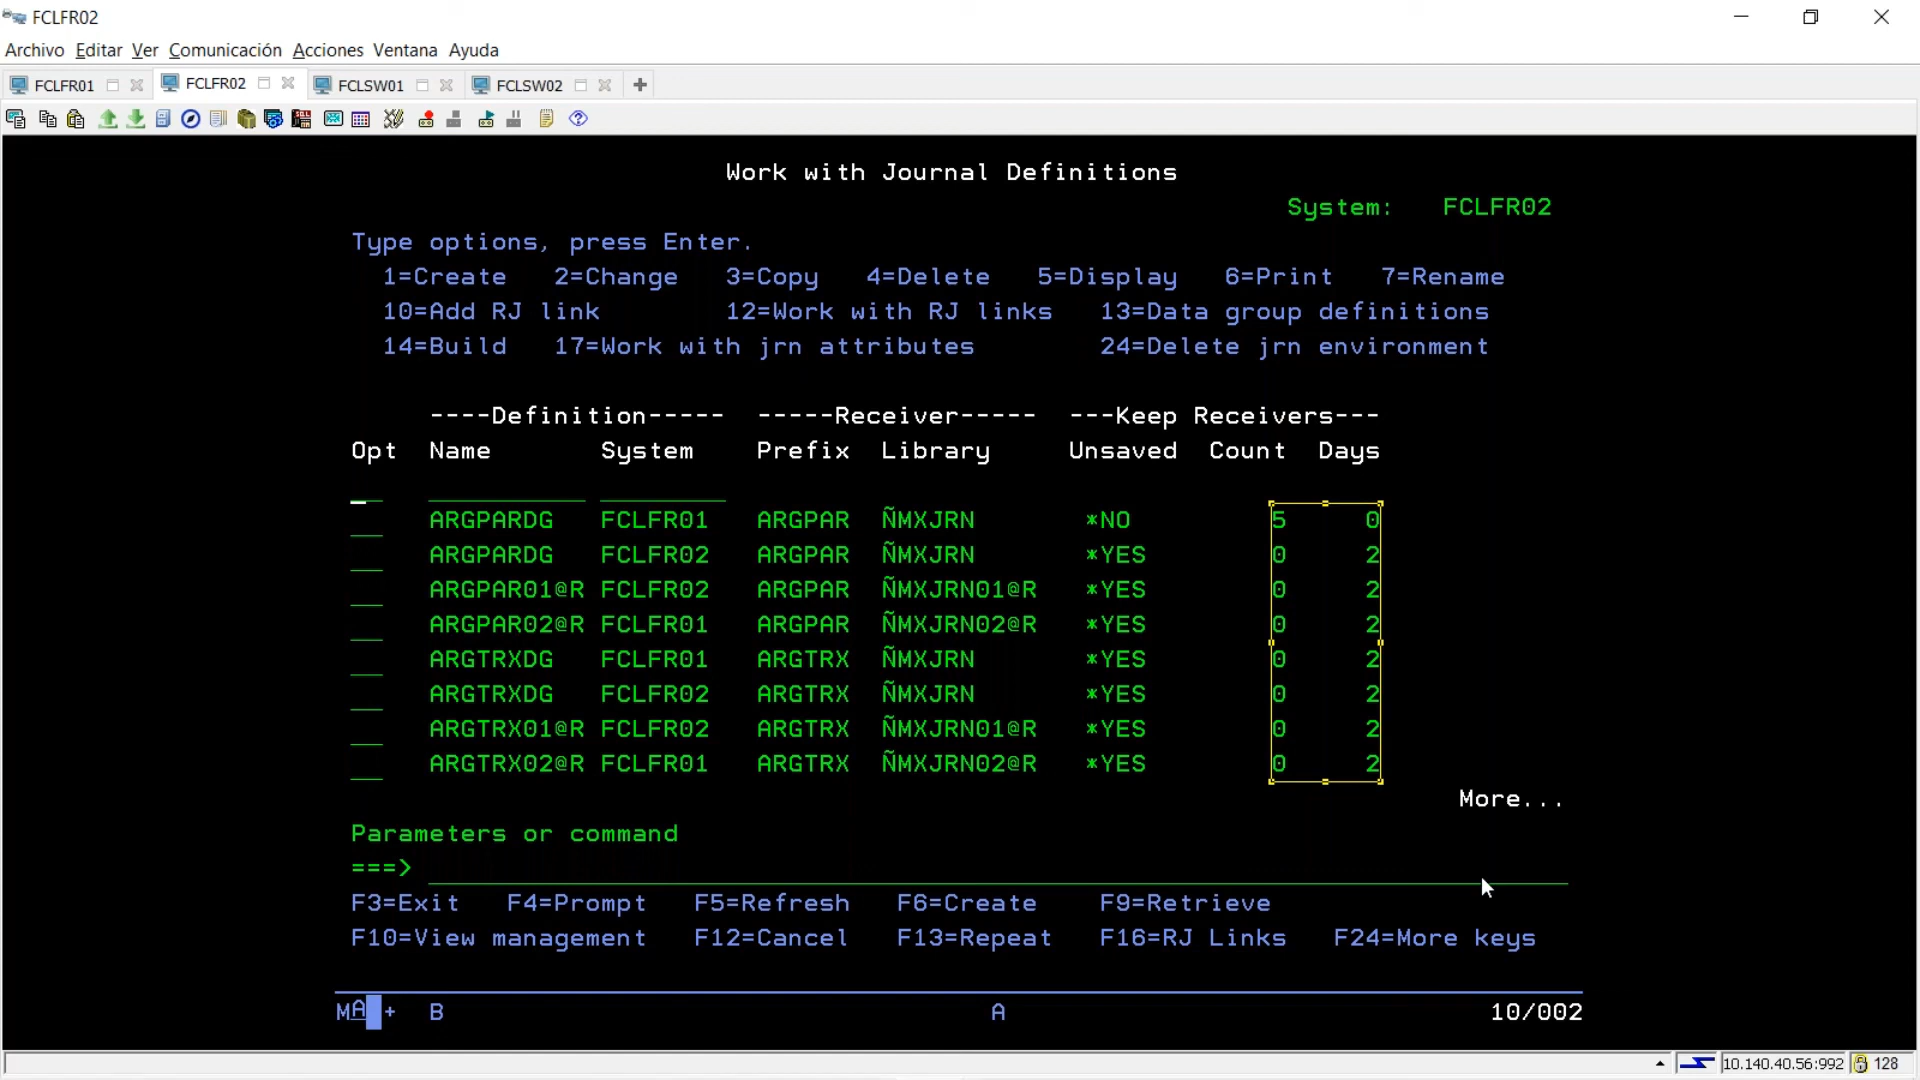 FCLFR02
Archivo Editar Ver Comunicación Acciones Ventana Ayuda
FCLFR01 FCLFR02 FCLSW01 FCLSW02
Work with Journal Definitions
System: FCLFR02
Type options, press Enter.
1=Create 2=Change 3=Copy 4=Delete 5=Display 6=Print 7=Rename
10=Add RJ link 12=Work with RJ links 13=Data group definitions
14=Build 17=Work with jrn attributes 24=Delete jrn environment
----Definition----- -----Receiver----- ---Keep Receivers---
Opt Name System Prefix Library Unsaved Count Days
ARGPARDG FCLFR01 ARGPAR ÑMXJRN *NO 5 0
ARGPARDG FCLFR02 ARGPAR ÑMXJRN *YES 0 2
ARGPAR01@R FCLFR02 ARGPAR ÑMXJRN01@R *YES 0 2
ARGPAR02@R FCLFR01 ARGPAR ÑMXJRN02@R *YES 0 2
ARGTRXDG FCLFR01 ARGTRX ÑMXJRN *YES 0 2
ARGTRXDG FCLFR02 ARGTRX ÑMXJRN *YES 0 2
ARGTRX01@R FCLFR02 ARGTRX ÑMXJRN01@R *YES 0 2
ARGTRX02@R FCLFR01 ARGTRX ÑMXJRN02@R *YES 0 2
More...
Parameters or command
===>
F3=Exit F4=Prompt F5=Refresh F6=Create F9=Retrieve
F10=View management F12=Cancel F13=Repeat F16=RJ Links F24=More keys
MA + B A 10/002
10.140.40.56:992 128